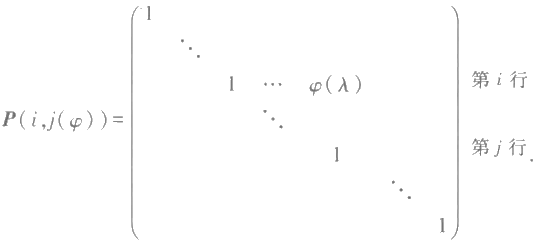 1
⋱
1 ⋯ φ(λ) 第 i 行
⋱
P(i,j(φ))=
1 第 j 行.
⋱
1